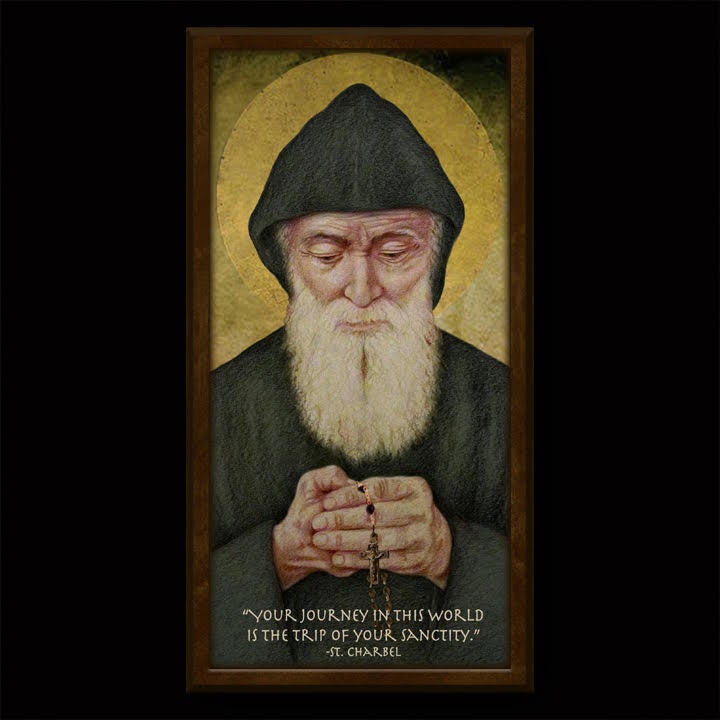 “Your journey in this world
is the trip of your sanctity.”
-St. Charbel